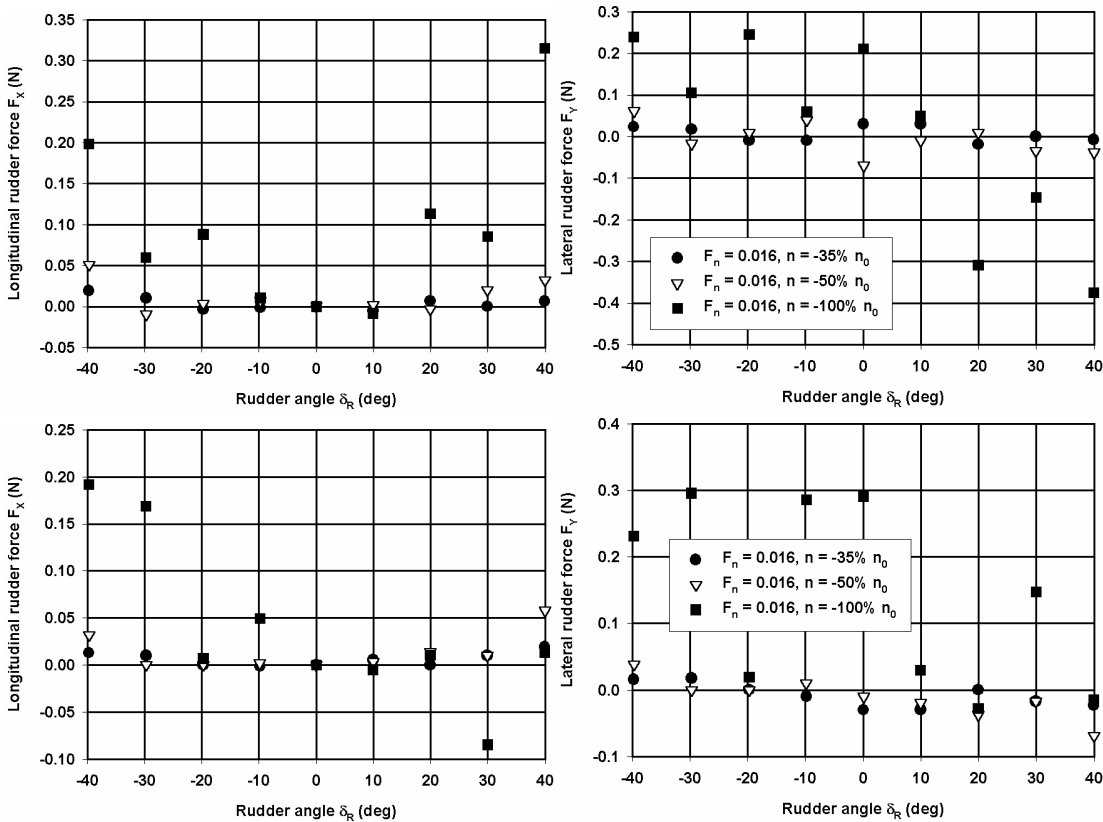 Longitudinal rudder force F_X (N)
0.35
0.30
0.25
0.20
0.15
0.10
0.05
0.00
-0.05
-40 -30 -20 -10 0 10 20 30 40
Rudder angle δ_R (deg)
Lateral rudder force F_Y (N)
0.3
0.2
0.1
0.0
-0.1
-0.2
-0.3
-0.4
-0.5
F_n = 0.016, n = -35% n_0
F_n = 0.016, n = -50% n_0
F_n = 0.016, n = -100% n_0
-40 -30 -20 -10 0 10 20 30 40
Rudder angle δ_R (deg)
Longitudinal rudder force F_X (N)
0.25
0.20
0.15
0.10
0.05
0.00
-0.05
-0.10
-40 -30 -20 -10 0 10 20 30 40
Rudder angle δ_R (deg)
Lateral rudder force F_Y (N)
0.4
0.3
0.2
0.1
0.0
-0.1
F_n = 0.016, n = -35% n_0
F_n = 0.016, n = -50% n_0
F_n = 0.016, n = -100% n_0
-40 -30 -20 -10 0 10 20 30 40
Rudder angle δ_R (deg)